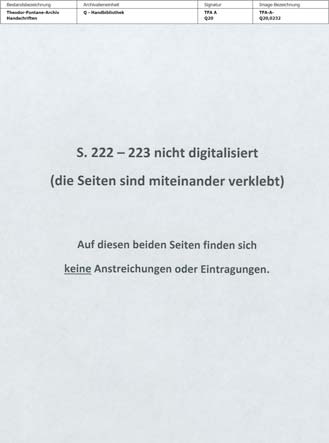 Bestandsbezeichnung Archivalieneinheit Signatur Image-Bezeichnung
Theodor-Fontane-Archiv Q - Handbibliothek TFA A TFA-A-
Handschriften Q20 Q20,0232
S. 222 – 223 nicht digitalisiert
(die Seiten sind miteinander verklebt)
Auf diesen beiden Seiten finden sich
keine Anstreichungen oder Eintragungen.